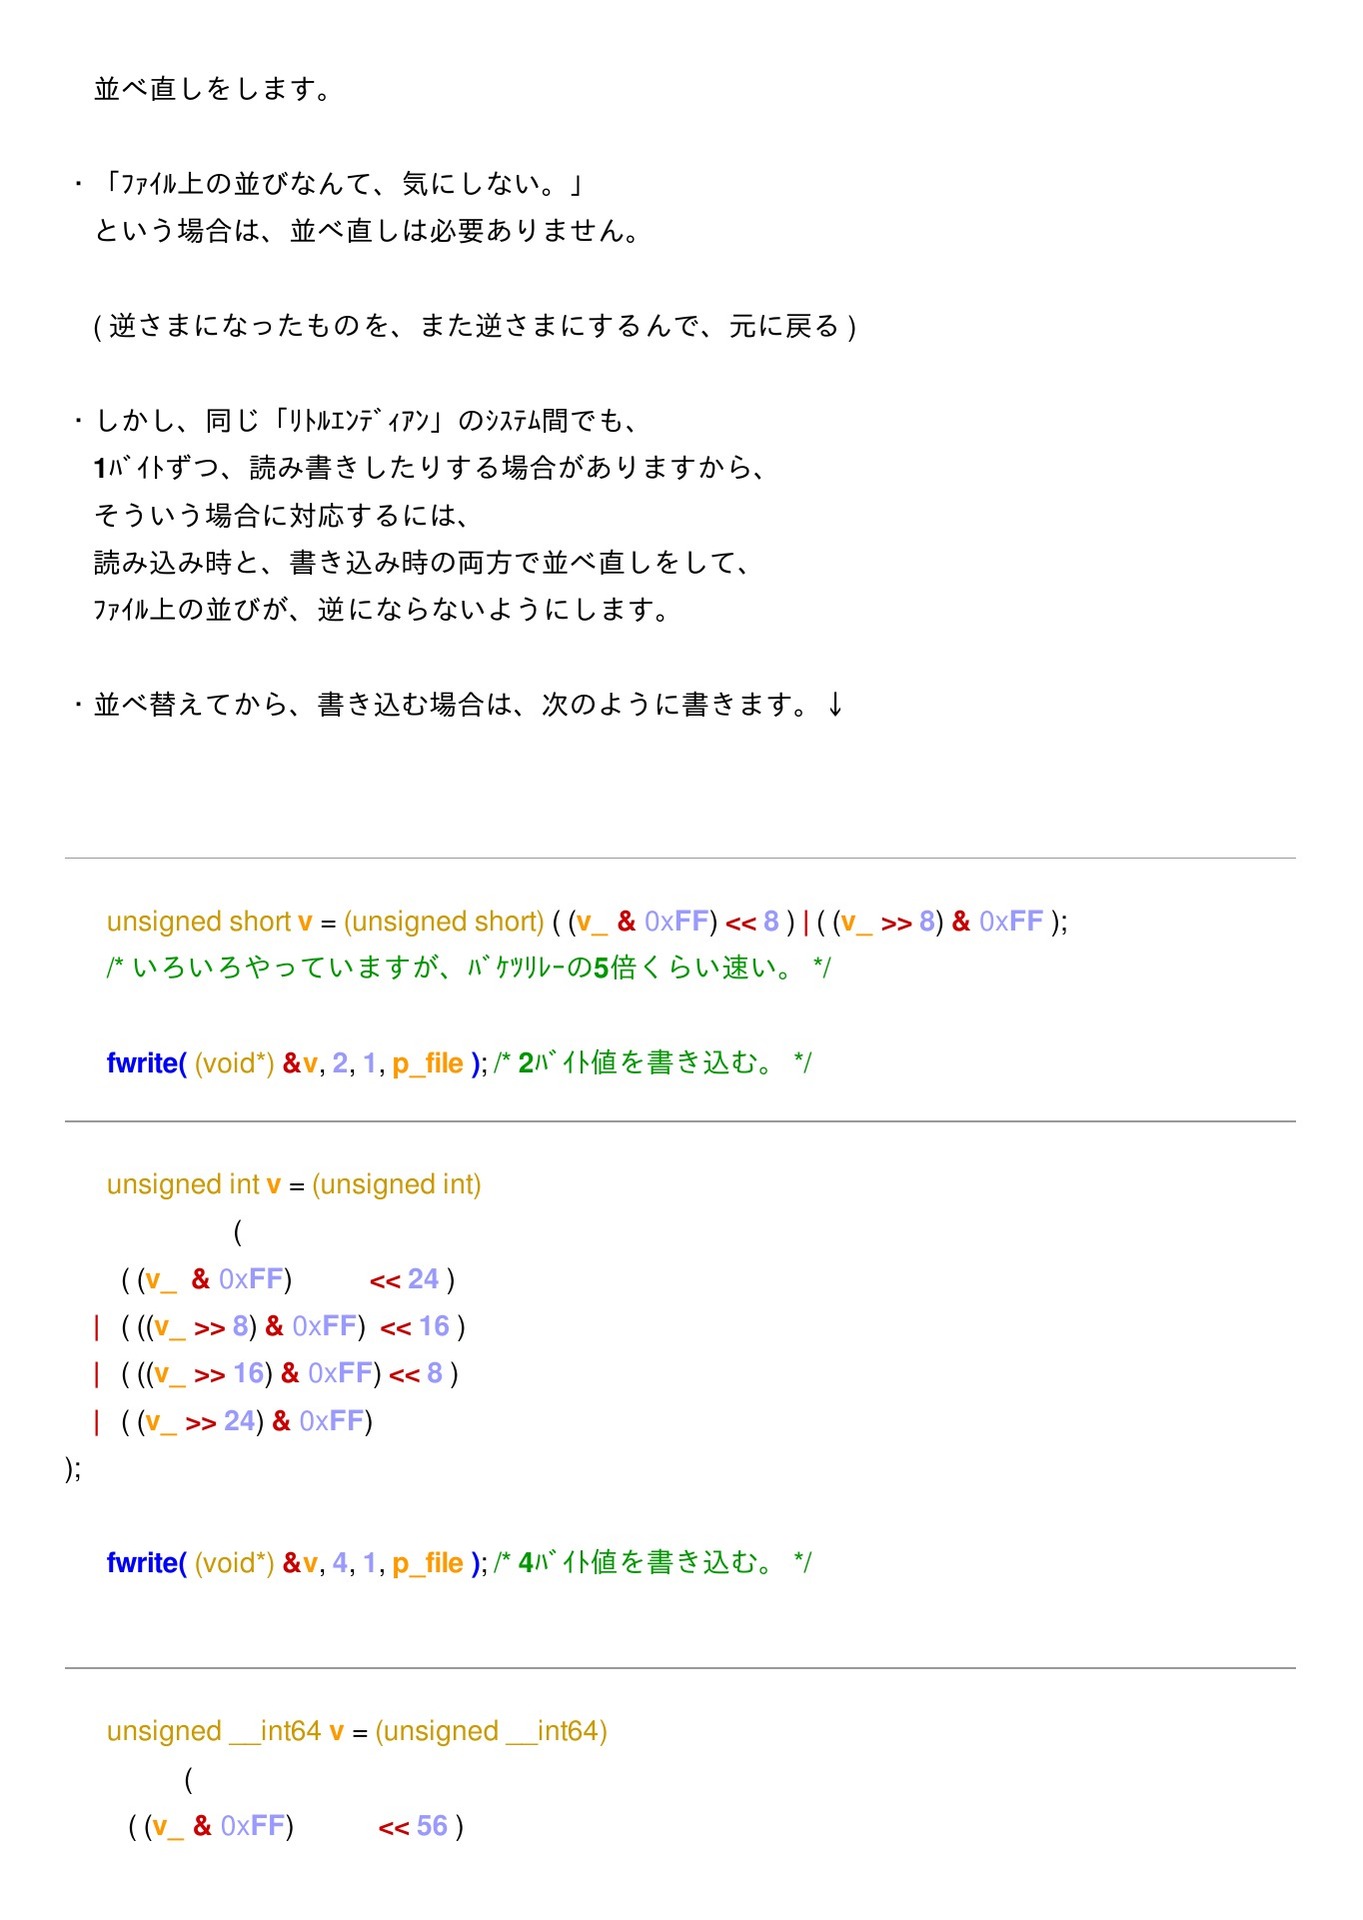 並べ直しをします。
・「ﾌｧｲﾙ上の並びなんて、気にしない。」
という場合は、並べ直しは必要ありません。
( 逆さまになったものを、また逆さまにするんで、元に戻る )
・しかし、同じ「ﾘﾄﾙｴﾝﾃﾞｨｱﾝ」のｼｽﾃﾑ間でも、
1ﾊﾞｲﾄずつ、読み書きしたりする場合がありますから、
そういう場合に対応するには、
読み込み時と、書き込み時の両方で並べ直しをして、
ﾌｧｲﾙ上の並びが、逆にならないようにします。
・並べ替えてから、書き込む場合は、次のように書きます。↓
unsigned short v = (unsigned short) ( (v_ & 0xFF) << 8 ) | ( (v_ >> 8) & 0xFF );
/* いろいろやっていますが、ﾊﾞｹﾂﾘﾚｰの5倍くらい速い。 */
fwrite( (void*) &v, 2, 1, p_file ); /* 2ﾊﾞｲﾄ値を書き込む。 */
unsigned int v = (unsigned int)
(
( (v_ & 0xFF) << 24 )
| ( ((v_ >> 8) & 0xFF) << 16 )
| ( ((v_ >> 16) & 0xFF) << 8 )
| ( (v_ >> 24) & 0xFF)
);
fwrite( (void*) &v, 4, 1, p_file ); /* 4ﾊﾞｲﾄ値を書き込む。 */
unsigned __int64 v = (unsigned __int64)
(
( (v_ & 0xFF) << 56 )